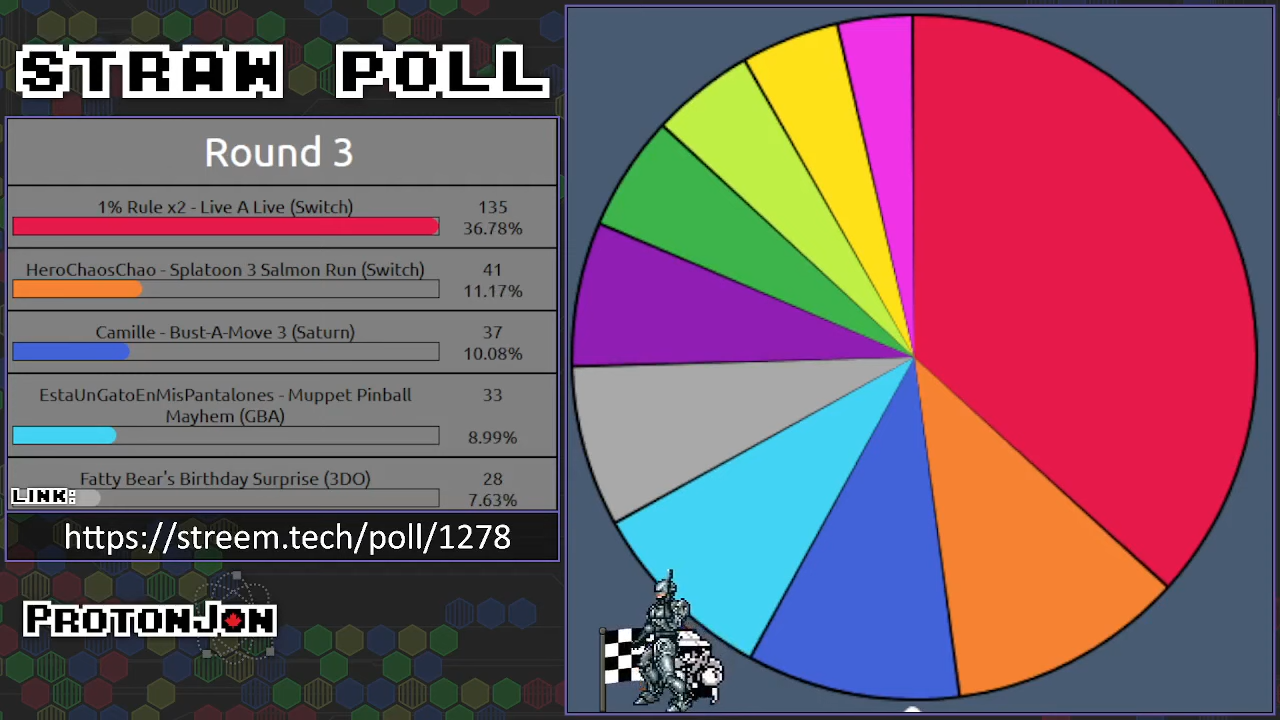 STRAW POLL
Round 3
1% Rule x2 - Live A Live (Switch)
135
36.78%
HeroChaosChao - Splatoon 3 Salmon Run (Switch)
41
11.17%
Camille - Bust-A-Move 3 (Saturn)
37
10.08%
EstaUnGatoEnMisPantalones - Muppet Pinball
Mayhem (GBA)
33
8.99%
Fatty Bear's Birthday Surprise (3DO)
28
7.63%
LINK:
https://streem.tech/poll/1278
PROTONJON